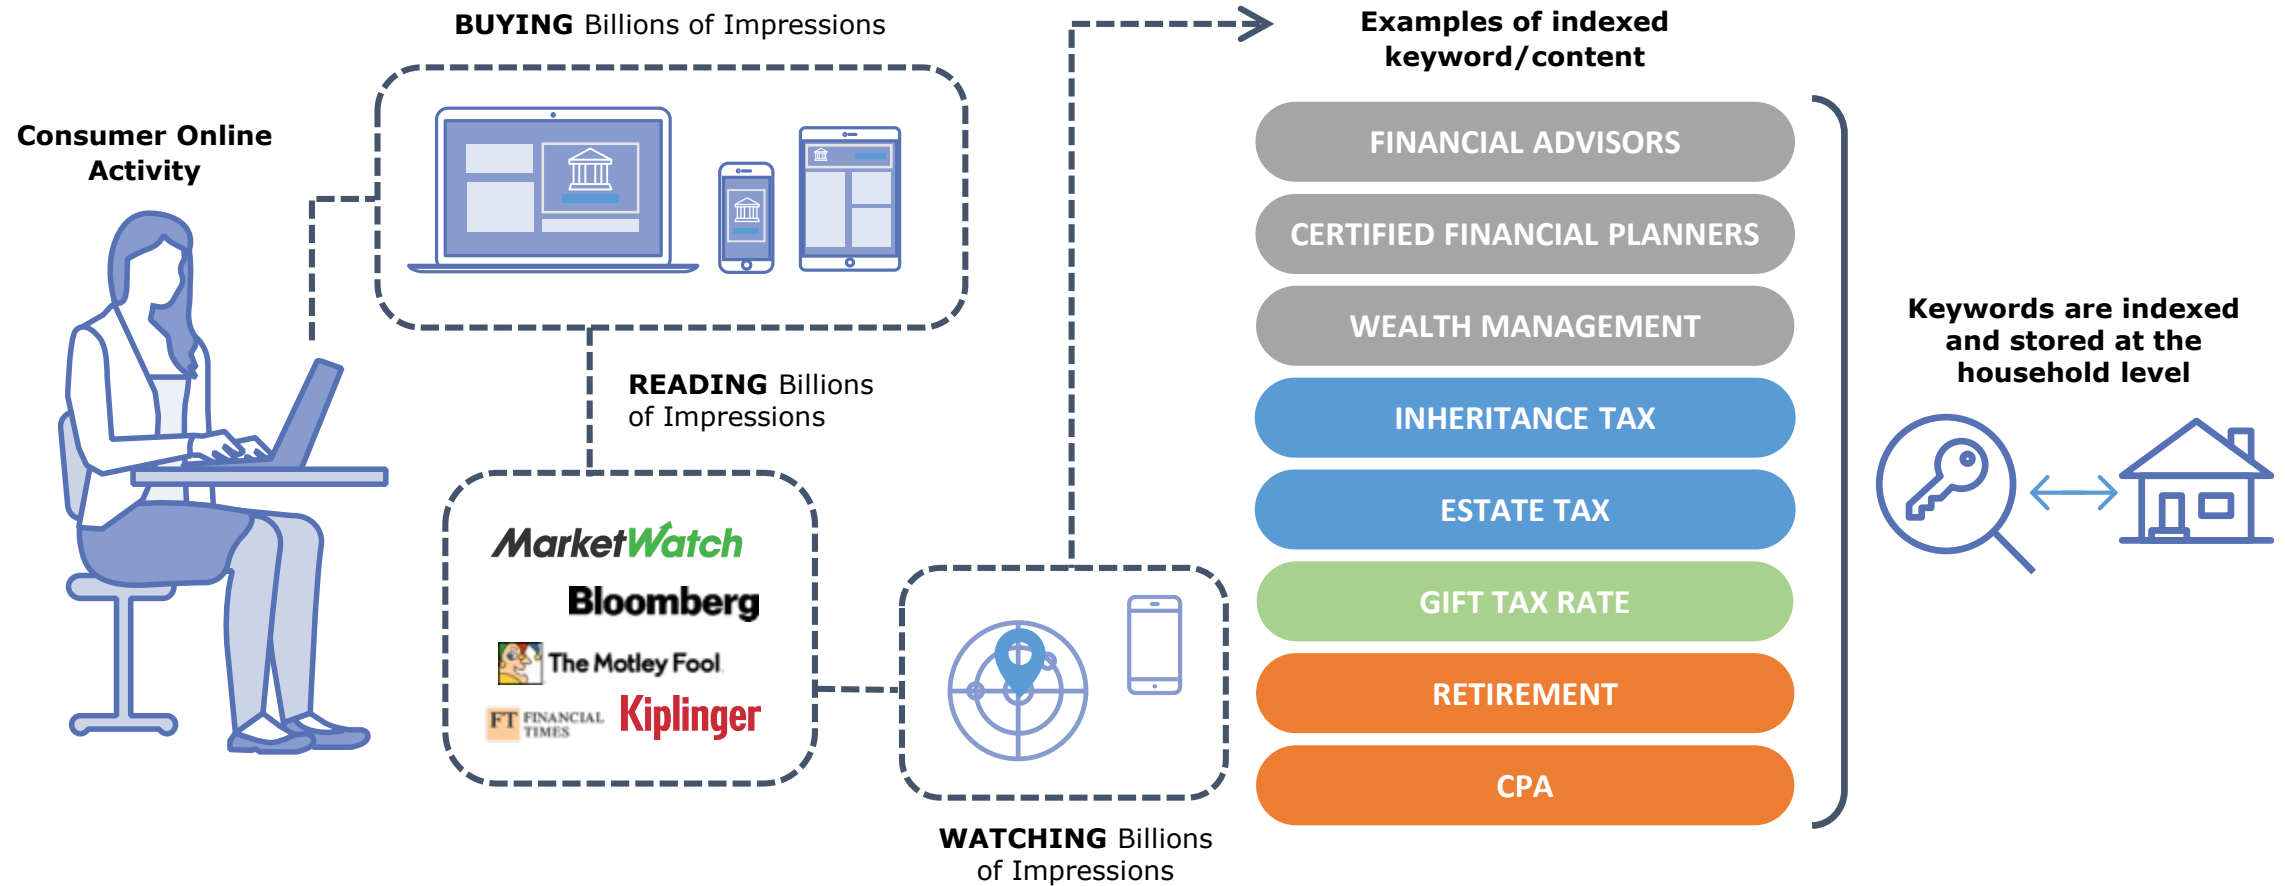 BUYING Billions of Impressions
Consumer Online
Activity
READING Billions
of Impressions
MarketWatch
Bloomberg
The Motley Fool
FT FINANCIAL
TIMES
Kiplinger
WATCHING Billions
of Impressions
Examples of indexed
keyword/content
FINANCIAL ADVISORS
CERTIFIED FINANCIAL PLANNERS
WEALTH MANAGEMENT
INHERITANCE TAX
ESTATE TAX
GIFT TAX RATE
RETIREMENT
CPA
Keywords are indexed
and stored at the
household level